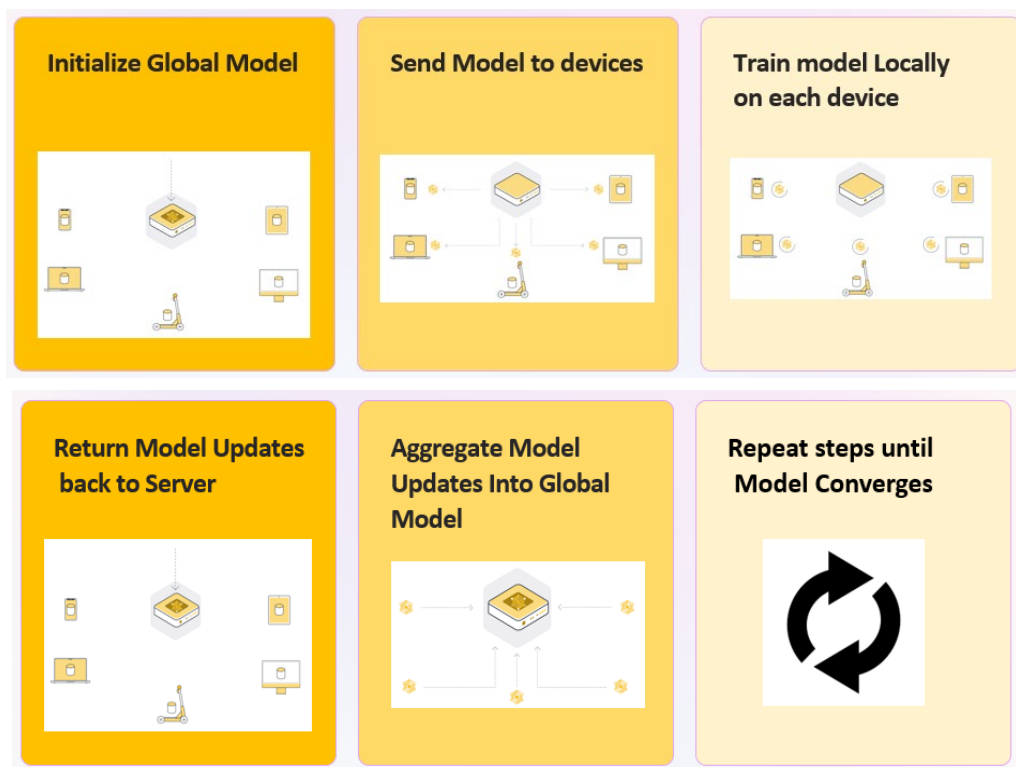 Initialize Global Model
Send Model to devices
Train model Locally
on each device
Return Model Updates
back to Server
Aggregate Model
Updates Into Global
Model
Repeat steps until
Model Converges